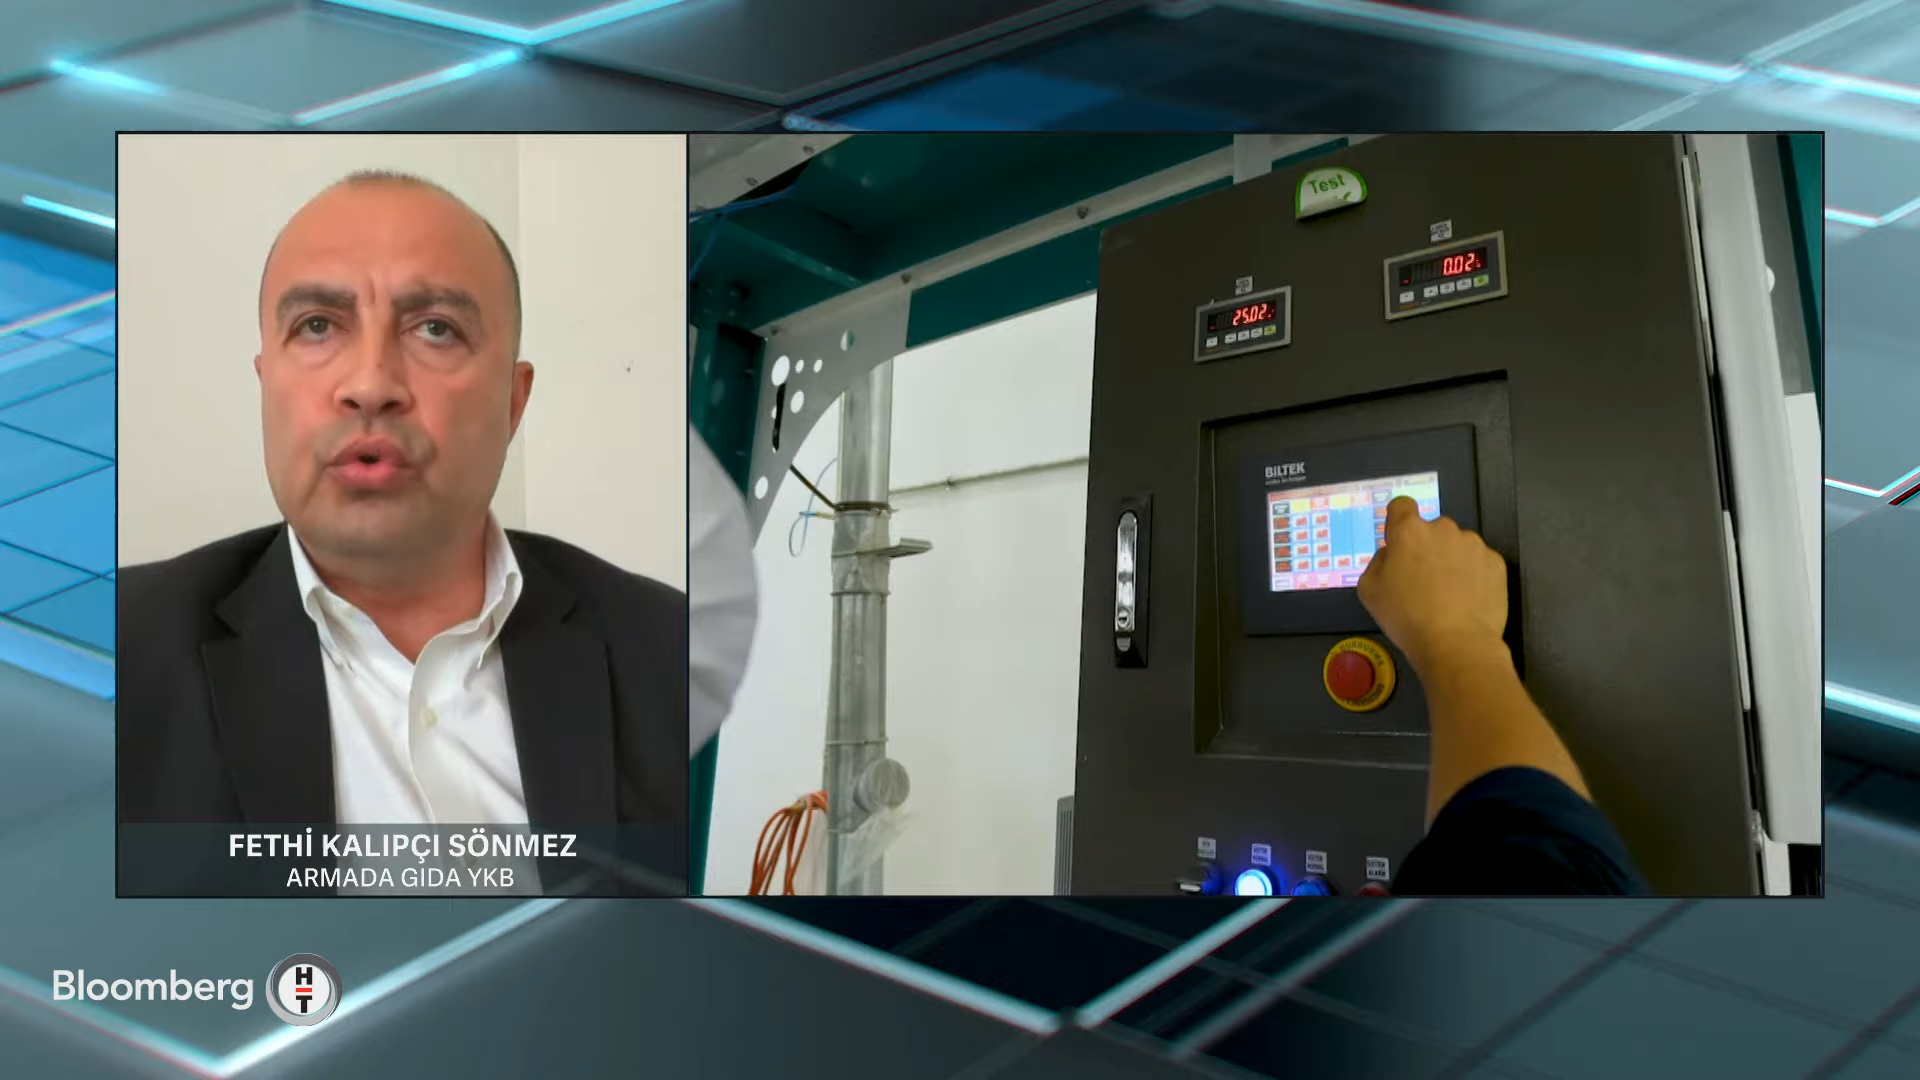 Test
0.02
25.02
BILTEK
FETHİ KALIPÇI SÖNMEZ
ARMADA GIDA YKB
Bloomberg HT